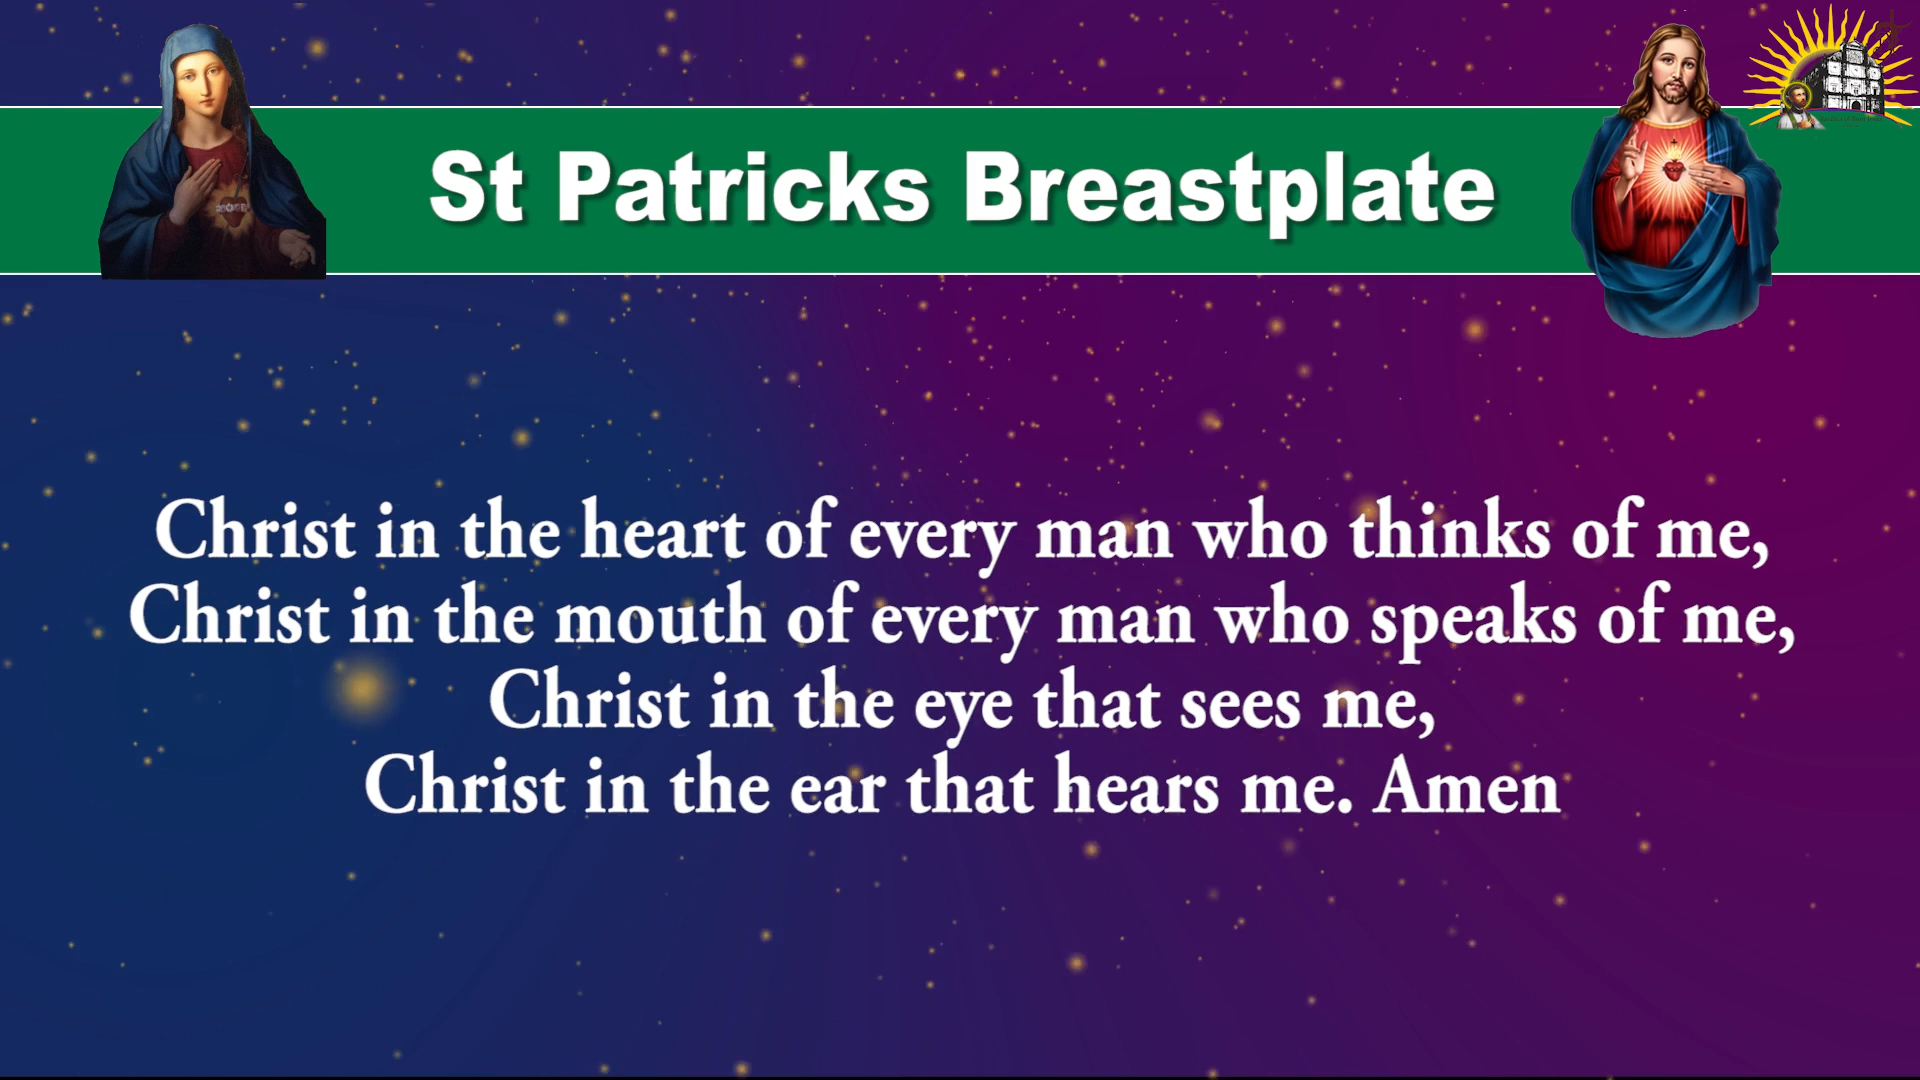 St Patricks Breastplate
Christ in the heart of every man who thinks of me,
Christ in the mouth of every man who speaks of me,
Christ in the eye that sees me,
Christ in the ear that hears me. Amen